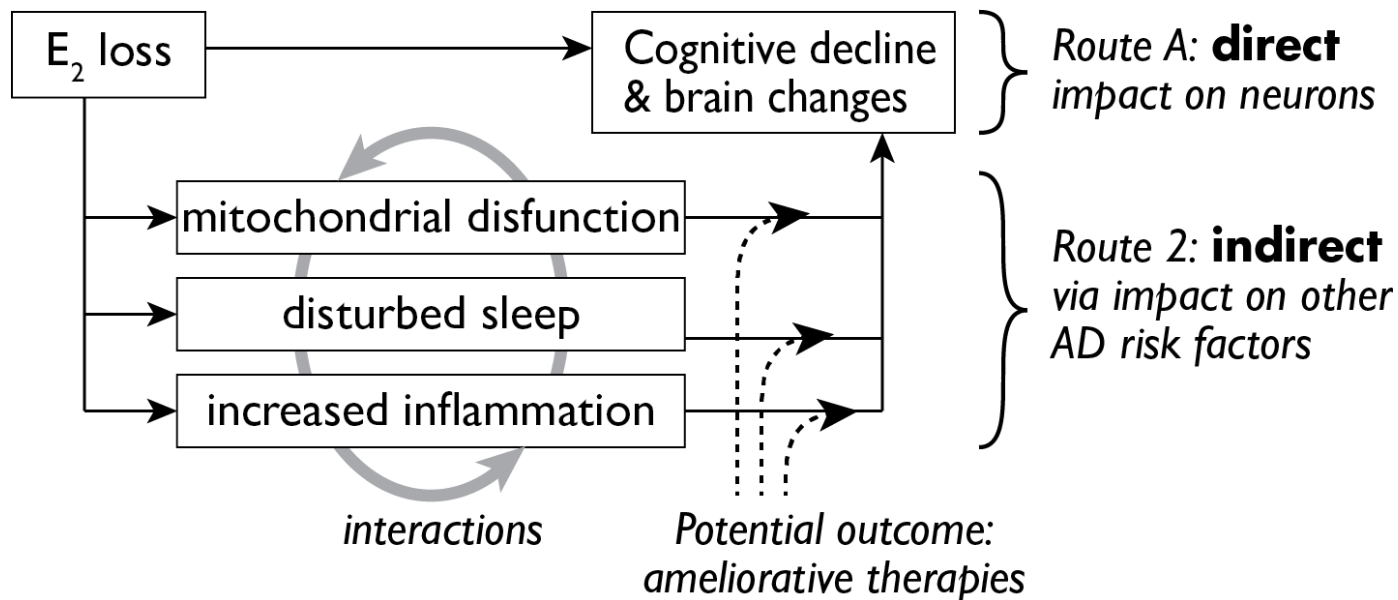 E₂ loss
Cognitive decline
& brain changes
Route A: direct
impact on neurons
mitochondrial disfunction
disturbed sleep
increased inflammation
Route 2: indirect
via impact on other
AD risk factors
interactions
Potential outcome:
ameliorative therapies